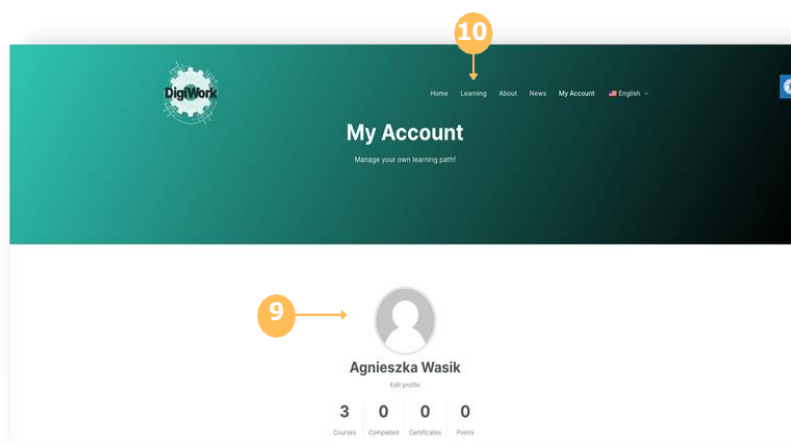 10
DigiWork
Home Learning About News My Account English
My Account
Manage your own learning path!
9
Agnieszka Wasik
Edit profile
3 0 0 0
Courses Completed Certificates Points